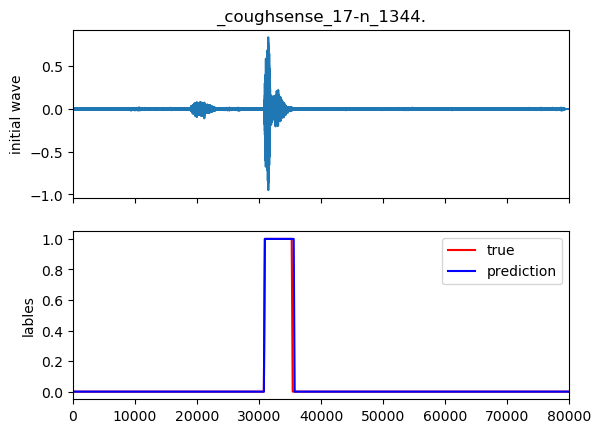 _coughsense_17-n_1344.
initial wave
0.5
0.0
−0.5
−1.0
lables
1.0
0.8
0.6
0.4
0.2
0.0
true
prediction
0 10000 20000 30000 40000 50000 60000 70000 80000